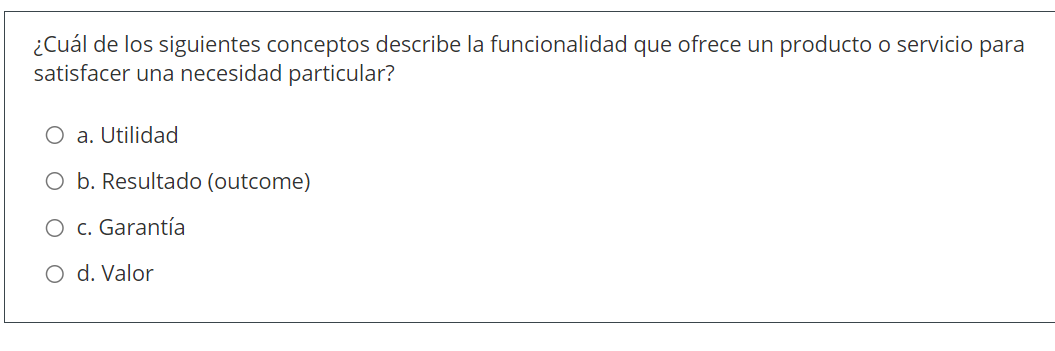 ¿Cuál de los siguientes conceptos describe la funcionalidad que ofrece un producto o servicio para
satisfacer una necesidad particular?
a. Utilidad
b. Resultado (outcome)
c. Garantía
d. Valor